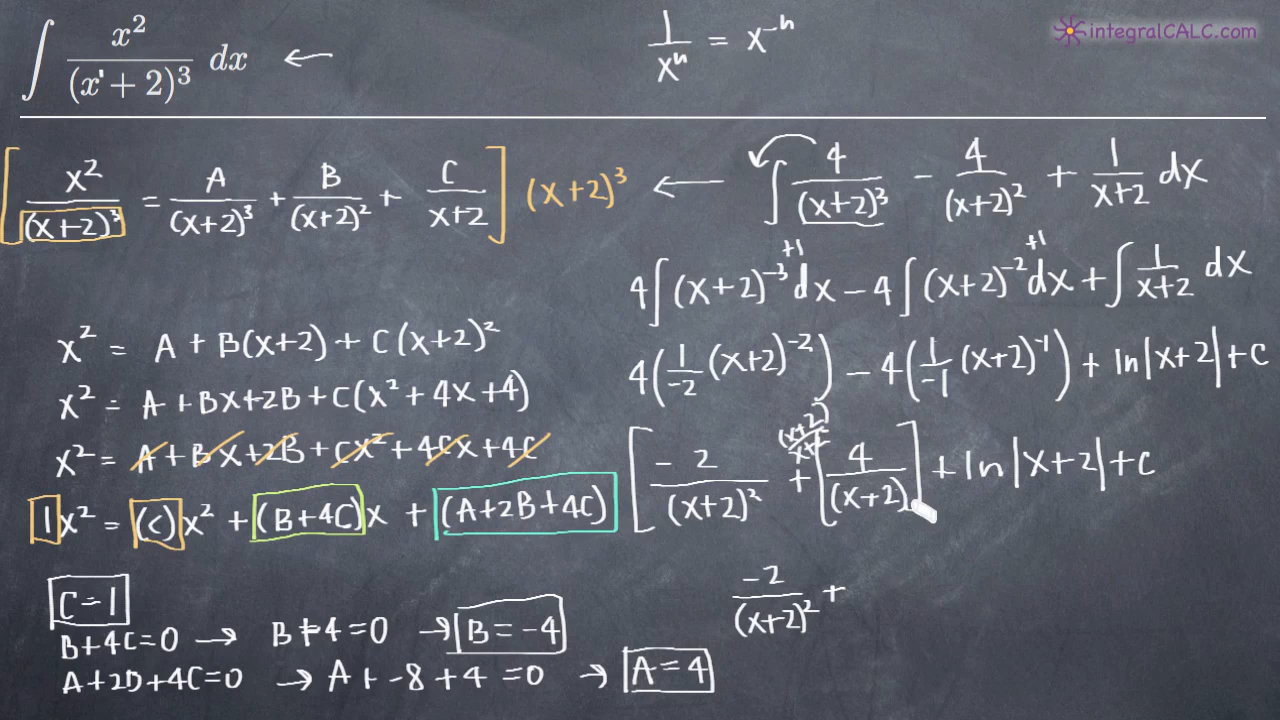 ∫ x²/(x+2)³ dx ←
1/xⁿ = x⁻ⁿ
integralCALC.com
[x²/(x+2)³ = A/(x+2)³ + B/(x+2)² + C/(x+2)] (x+2)³ ←
x² = A + B(x+2) + C(x+2)²
x² = A + Bx + 2B + C(x² + 4x + 4)
x² = A + Bx + 2B + Cx² + 4Cx + 4C
1x² = (C)x² + (B+4C)x + (A+2B+4C)
C=1
B+4C=0 → B+4=0 → B=-4
A+2B+4C=0 → A+-8+4=0 → A=4
∫ 4/(x+2)³ - 4/(x+2)² + 1/(x+2) dx
+1 +1
4∫(x+2)⁻³dx - 4∫(x+2)⁻²dx + ∫ 1/(x+2) dx
4(1/-2 (x+2)⁻²) - 4(1/-1 (x+2)⁻¹) + ln|x+2| + C
(x+2)/x+2
[-2/(x+2)² + [4/(x+2)] + ln|x+2| + C
-2/(x+2)² +